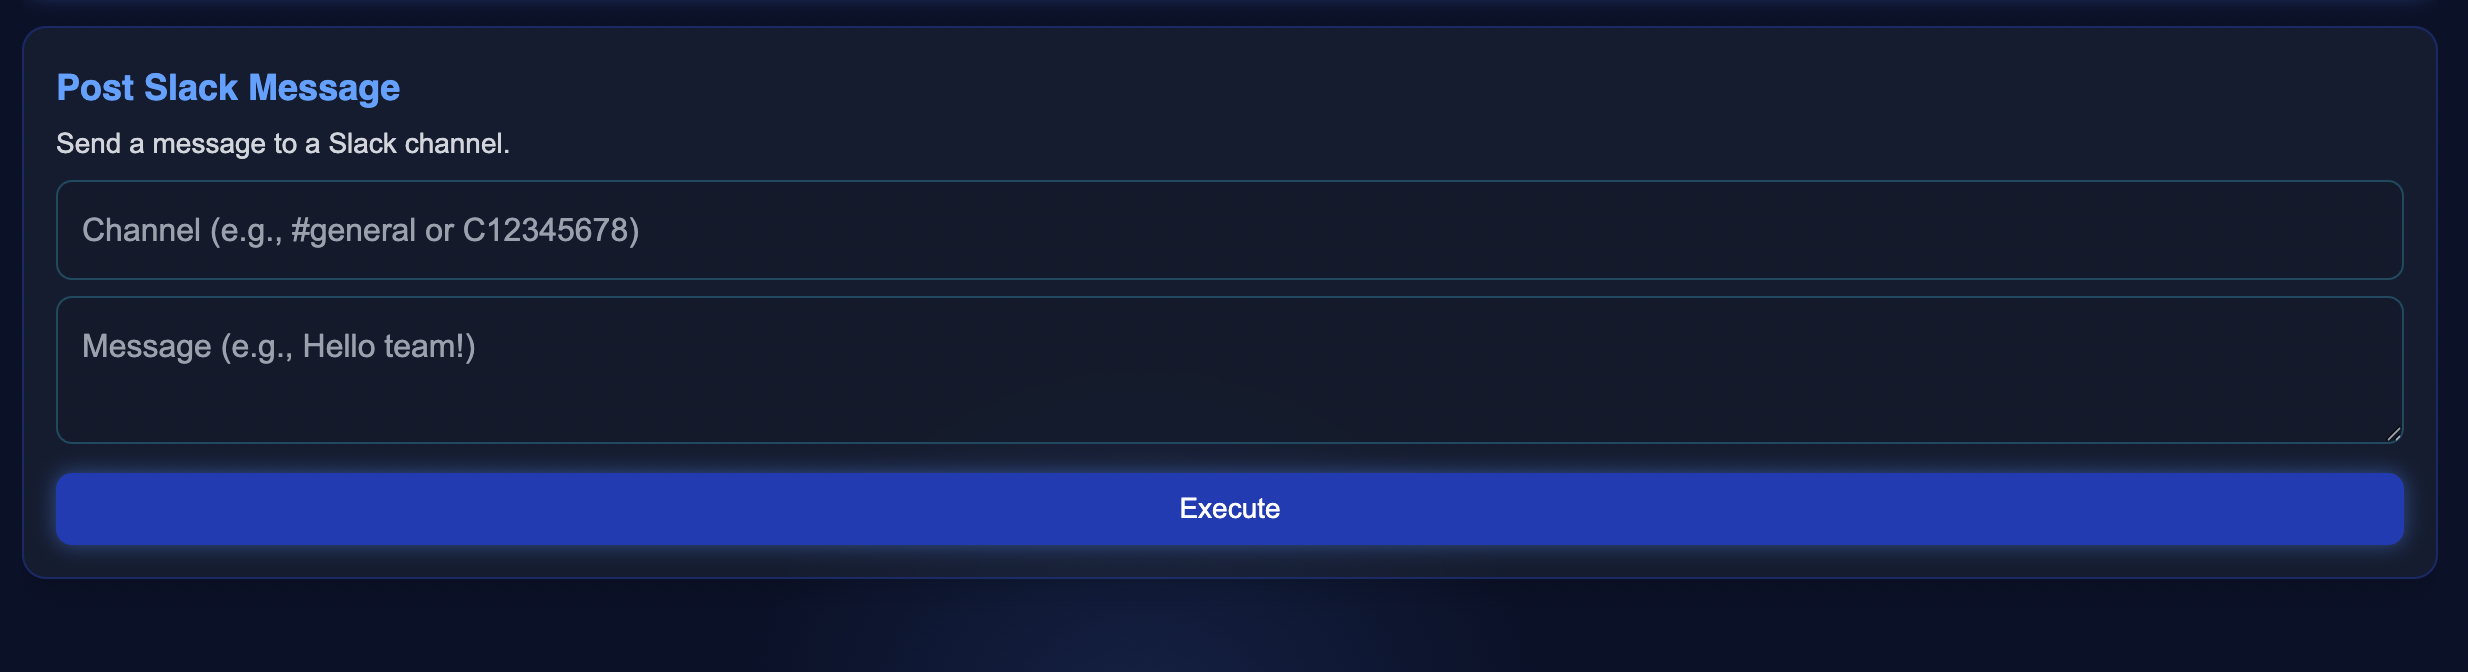 Post Slack Message
Send a message to a Slack channel.
Channel (e.g., #general or C12345678)
Message (e.g., Hello team!)
Execute